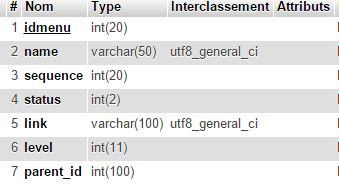 # Nom Type Interclassement Attributs
1 idmenu int(20)
2 name varchar(50) utf8_general_ci
3 sequence int(20)
4 status int(2)
5 link varchar(100) utf8_general_ci
6 level int(11)
7 parent_id int(100)